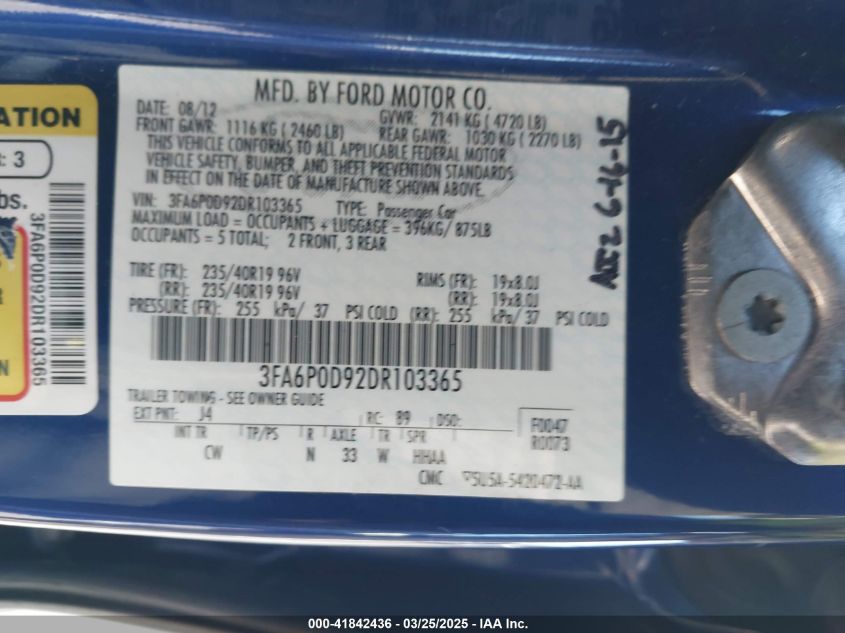 ATION
: 3
bs.
R
N
3FA6P0D92DR103365
MFD. BY FORD MOTOR CO.
DATE: 08/12 GVWR: 2141 KG ( 4720 LB)
FRONT GAWR: 1116 KG ( 2460 LB) REAR GAWR: 1030 KG ( 2270 LB)
THIS VEHICLE CONFORMS TO ALL APPLICABLE FEDERAL MOTOR
VEHICLE SAFETY, BUMPER, AND THEFT PREVENTION STANDARDS
IN EFFECT ON THE DATE OF MANUFACTURE SHOWN ABOVE.
VIN: 3FA6P0D92DR103365 TYPE: Passenger Car
MAXIMUM LOAD = OCCUPANTS + LUGGAGE = 396KG/ 875LB
OCCUPANTS = 5 TOTAL; 2 FRONT, 3 REAR
TIRE (FR): 235/40R19 96V RIMS (FR): 19x8.0J
(RR): 235/40R19 96V (RR): 19x8.0J
PRESSURE (FR): 255 kPa/ 37 PSI COLD (RR): 255 kPa/ 37 PSI COLD
3FA6P0D92DR103365
TRAILER TOWING - SEE OWNER GUIDE
EXT PNT: J4 RC: 89 DSO: F0047
R0073
INT TR TP/PS R AXLE TR SPR
CW N 33 W HHAA
CMC 5U5A-5420472-AA
6-16-15
000-41842436 - 03/25/2025 - IAA, Inc.